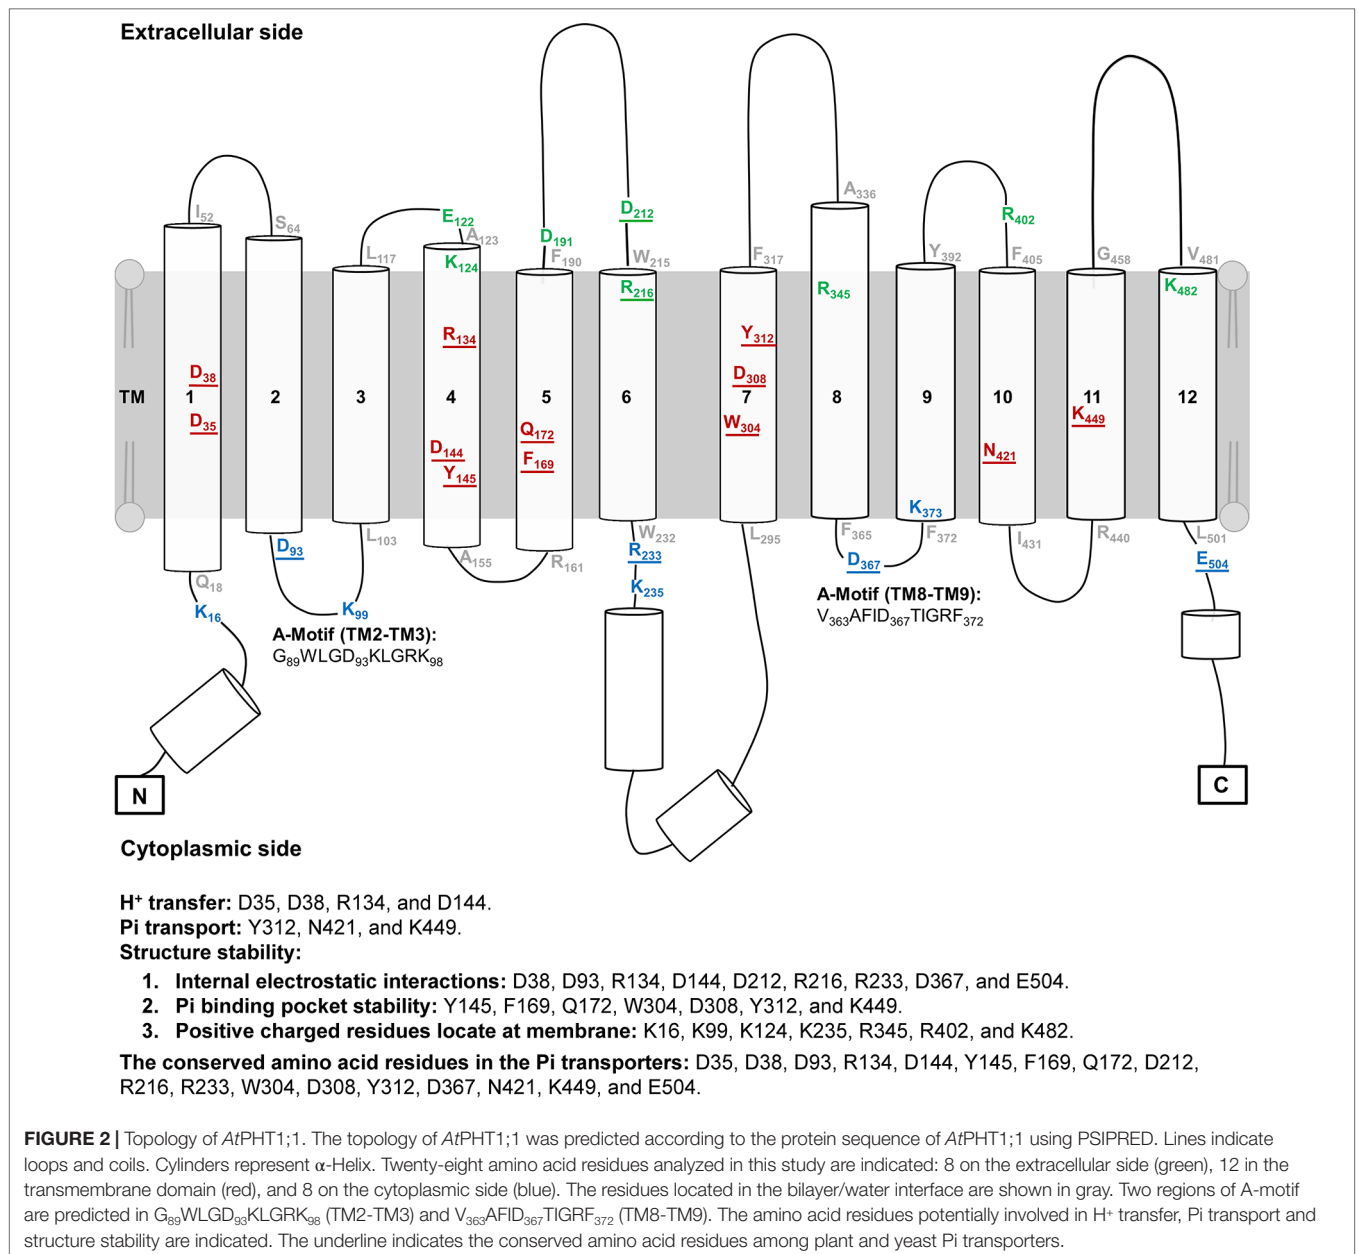 Extracellular side
I52
S64
L117
E122
A123
K124
D191
F190
D212
W215
R216
F317
A336
R345
Y392
R402
F405
G458
V481
K482
R134
Y312
D38
D308
TM
1
2
3
4
5
6
7
8
9
10
11
12
D35
Q172
W304
K449
D144
F169
N421
Y145
K373
D93
L103
A155
R161
W232
R233
L295
F365
F372
I431
R440
L501
D367
E504
Q18
K16
K99
K235
A-Motif (TM2-TM3):
G89WLGD93KLGRK98
A-Motif (TM8-TM9):
V363AFID367TIGRF372
N
C
Cytoplasmic side
H+ transfer: D35, D38, R134, and D144.
Pi transport: Y312, N421, and K449.
Structure stability:
1. Internal electrostatic interactions: D38, D93, R134, D144, D212, R216, R233, D367, and E504.
2. Pi binding pocket stability: Y145, F169, Q172, W304, D308, Y312, and K449.
3. Positive charged residues locate at membrane: K16, K99, K124, K235, R345, R402, and K482.
The conserved amino acid residues in the Pi transporters: D35, D38, D93, R134, D144, Y145, F169, Q172, D212,
R216, R233, W304, D308, Y312, D367, N421, K449, and E504.
FIGURE 2 | Topology of AtPHT1;1. The topology of AtPHT1;1 was predicted according to the protein sequence of AtPHT1;1 using PSIPRED. Lines indicate
loops and coils. Cylinders represent α-Helix. Twenty-eight amino acid residues analyzed in this study are indicated: 8 on the extracellular side (green), 12 in the
transmembrane domain (red), and 8 on the cytoplasmic side (blue). The residues located in the bilayer/water interface are shown in gray. Two regions of A-motif
are predicted in G89WLGD93KLGRK98 (TM2-TM3) and V363AFID367TIGRF372 (TM8-TM9). The amino acid residues potentially involved in H+ transfer, Pi transport and
structure stability are indicated. The underline indicates the conserved amino acid residues among plant and yeast Pi transporters.